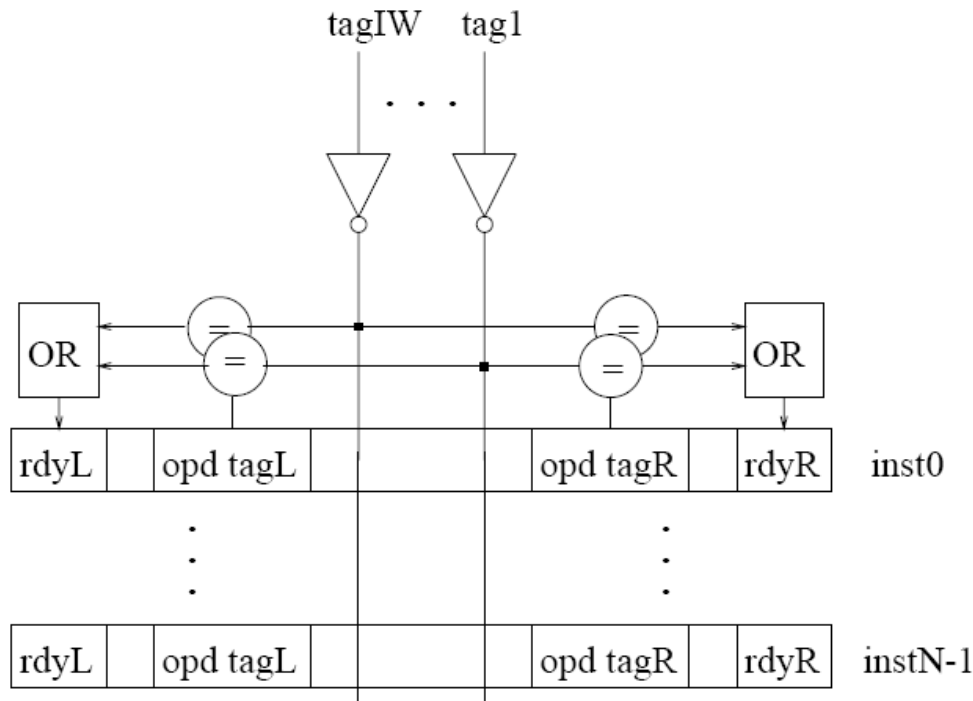 tagIW tag1
. . .
= =
OR OR
= =
rdyL opd tagL opd tagR rdyR inst0
rdyL opd tagL opd tagR rdyR instN-1